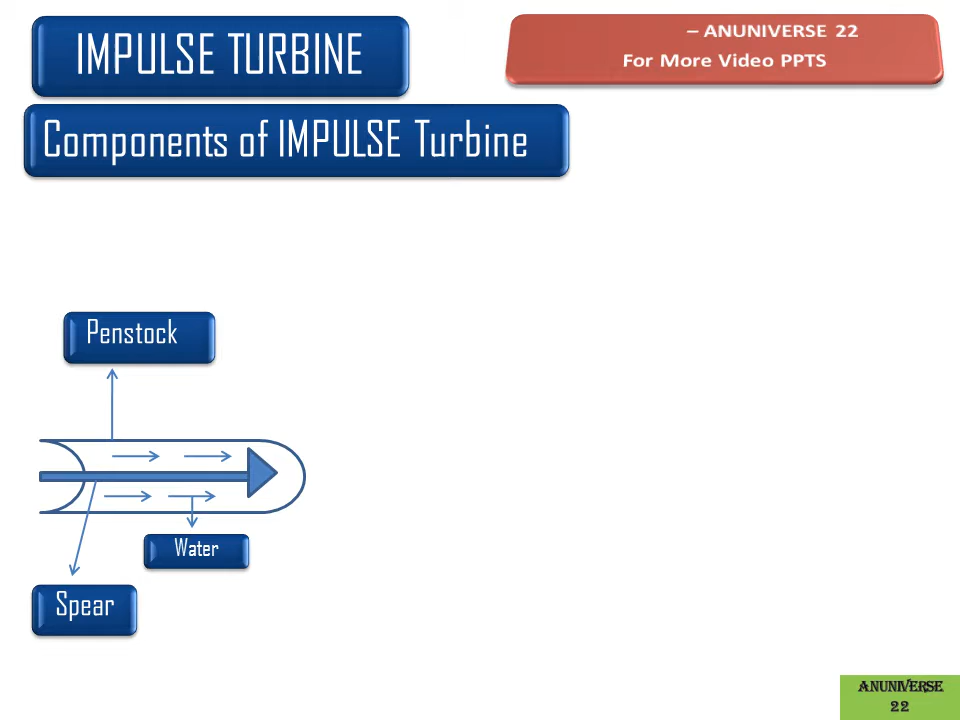 IMPULSE TURBINE
– ANUNIVERSE 22
For More Video PPTS
Components of IMPULSE Turbine
Penstock
Water
Spear
ANUNIVERSE
22